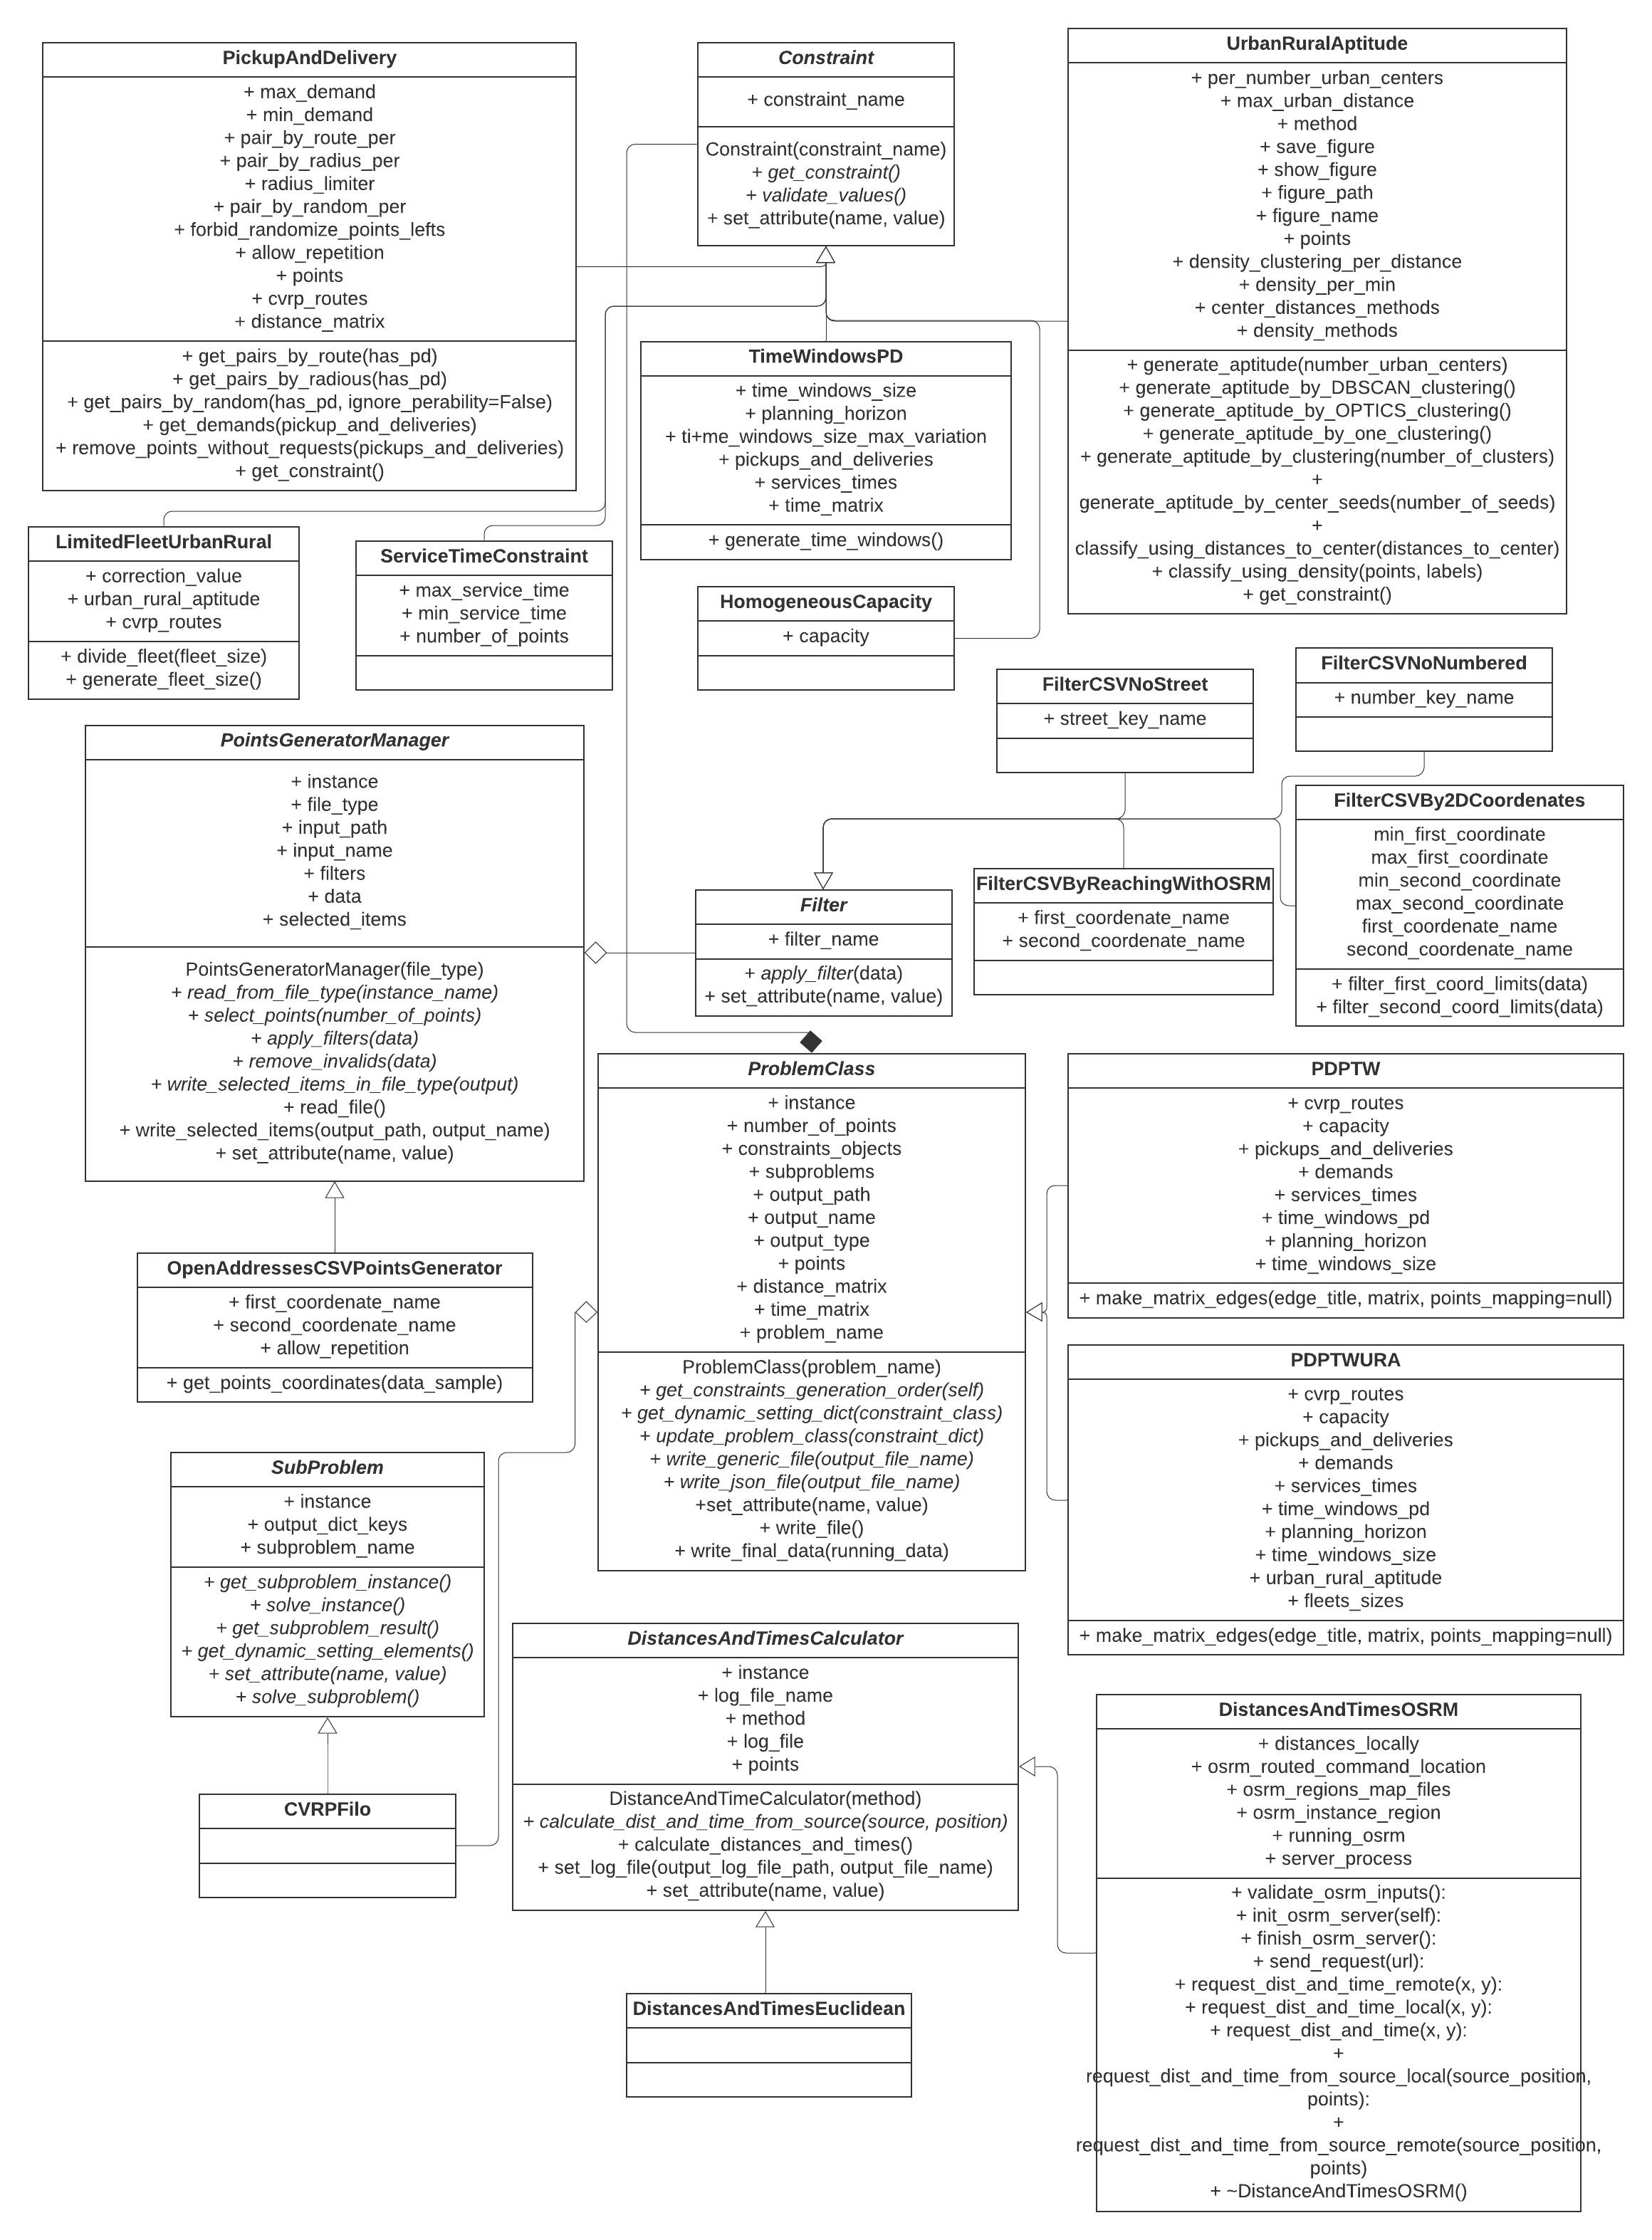 PickupAndDelivery
+ max_demand
+ min_demand
+ pair_by_route_per
+ pair_by_radius_per
+ radius_limiter
+ pair_by_random_per
+ forbid_randomize_points_lefts
+ allow_repetition
+ points
+ cvrp_routes
+ distance_matrix
+ get_pairs_by_route(has_pd)
+ get_pairs_by_radious(has_pd)
+ get_pairs_by_random(has_pd, ignore_perability=False)
+ get_demands(pickup_and_deliveries)
+ remove_points_without_requests(pickups_and_deliveries)
+ get_constraint()
Constraint
+ constraint_name
Constraint(constraint_name)
+ get_constraint()
+ validate_values()
+ set_attribute(name, value)
UrbanRuralAptitude
+ per_number_urban_centers
+ max_urban_distance
+ method
+ save_figure
+ show_figure
+ figure_path
+ figure_name
+ points
+ density_clustering_per_distance
+ density_per_min
+ center_distances_methods
+ density_methods
+ generate_aptitude(number_urban_centers)
+ generate_aptitude_by_DBSCAN_clustering()
+ generate_aptitude_by_OPTICS_clustering()
+ generate_aptitude_by_one_clustering()
+ generate_aptitude_by_clustering(number_of_clusters)
+
generate_aptitude_by_center_seeds(number_of_seeds)
+
classify_using_distances_to_center(distances_to_center)
+ classify_using_density(points, labels)
+ get_constraint()
TimeWindowsPD
+ time_windows_size
+ planning_horizon
+ ti+me_windows_size_max_variation
+ pickups_and_deliveries
+ services_times
+ time_matrix
+ generate_time_windows()
LimitedFleetUrbanRural
+ correction_value
+ urban_rural_aptitude
+ cvrp_routes
+ divide_fleet(fleet_size)
+ generate_fleet_size()
ServiceTimeConstraint
+ max_service_time
+ min_service_time
+ number_of_points
HomogeneousCapacity
+ capacity
FilterCSVNoStreet
+ street_key_name
FilterCSVNoNumbered
+ number_key_name
PointsGeneratorManager
+ instance
+ file_type
+ input_path
+ input_name
+ filters
+ data
+ selected_items
PointsGeneratorManager(file_type)
+ read_from_file_type(instance_name)
+ select_points(number_of_points)
+ apply_filters(data)
+ remove_invalids(data)
+ write_selected_items_in_file_type(output)
+ read_file()
+ write_selected_items(output_path, output_name)
+ set_attribute(name, value)
Filter
+ filter_name
+ apply_filter(data)
+ set_attribute(name, value)
FilterCSVByReachingWithOSRM
+ first_coordenate_name
+ second_coordenate_name
FilterCSVBy2DCoordenates
min_first_coordinate
max_first_coordinate
min_second_coordinate
max_second_coordinate
first_coordinate_name
second_coordinate_name
+ filter_first_coord_limits(data)
+ filter_second_coord_limits(data)
ProblemClass
+ instance
+ number_of_points
+ constraints_objects
+ subproblems
+ output_path
+ output_name
+ output_type
+ points
+ distance_matrix
+ time_matrix
+ problem_name
ProblemClass(problem_name)
+ get_constraints_generation_order(self)
+ get_dynamic_setting_dict(constraint_class)
+ update_problem_class(constraint_dict)
+ write_generic_file(output_file_name)
+ write_json_file(output_file_name)
+set_attribute(name, value)
+ write_file()
+ write_final_data(running_data)
PDPTW
+ cvrp_routes
+ capacity
+ pickups_and_deliveries
+ demands
+ services_times
+ time_windows_pd
+ planning_horizon
+ time_windows_size
+ make_matrix_edges(edge_title, matrix, points_mapping=null)
OpenAddressesCSVPointsGenerator
+ first_coordenate_name
+ second_coordenate_name
+ allow_repetition
+ get_points_coordinates(data_sample)
PDPTWURA
+ cvrp_routes
+ capacity
+ pickups_and_deliveries
+ demands
+ services_times
+ time_windows_pd
+ planning_horizon
+ time_windows_size
+ urban_rural_aptitude
+ fleets_sizes
+ make_matrix_edges(edge_title, matrix, points_mapping=null)
SubProblem
+ instance
+ output_dict_keys
+ subproblem_name
+ get_subproblem_instance()
+ solve_instance()
+ get_subproblem_result()
+ get_dynamic_setting_elements()
+ set_attribute(name, value)
+ solve_subproblem()
CVRPFilo
DistancesAndTimesCalculator
+ instance
+ log_file_name
+ method
+ log_file
+ points
DistanceAndTimeCalculator(method)
+ calculate_dist_and_time_from_source(source, position)
+ calculate_distances_and_times()
+ set_log_file(output_log_file_path, output_file_name)
+ set_attribute(name, value)
DistancesAndTimesOSRM
+ distances_locally
+ osrm_routed_command_location
+ osrm_regions_map_files
+ osrm_instance_region
+ running_osrm
+ server_process
+ validate_osrm_inputs():
+ init_osrm_server(self):
+ finish_osrm_server():
+ send_request(url):
+ request_dist_and_time_remote(x, y):
+ request_dist_and_time_local(x, y):
+ request_dist_and_time(x, y):
+
request_dist_and_time_from_source_local(source_position,
points):
+
request_dist_and_time_from_source_remote(source_position,
points)
+ ~DistanceAndTimesOSRM()
DistancesAndTimesEuclidean